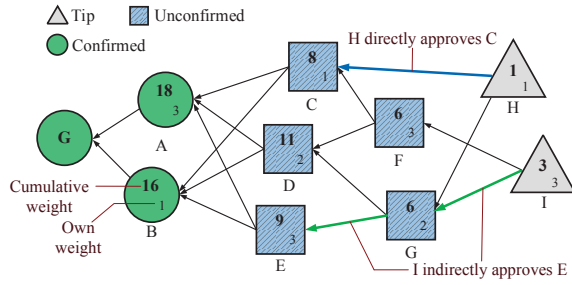 Tip
Unconfirmed
Confirmed
H directly approves C
8
1
C
1
1
H
18
3
A
6
3
F
G
11
2
D
3
3
I
Cumulative
weight
16
1
B
Own
weight
9
3
E
6
2
G
I indirectly approves E